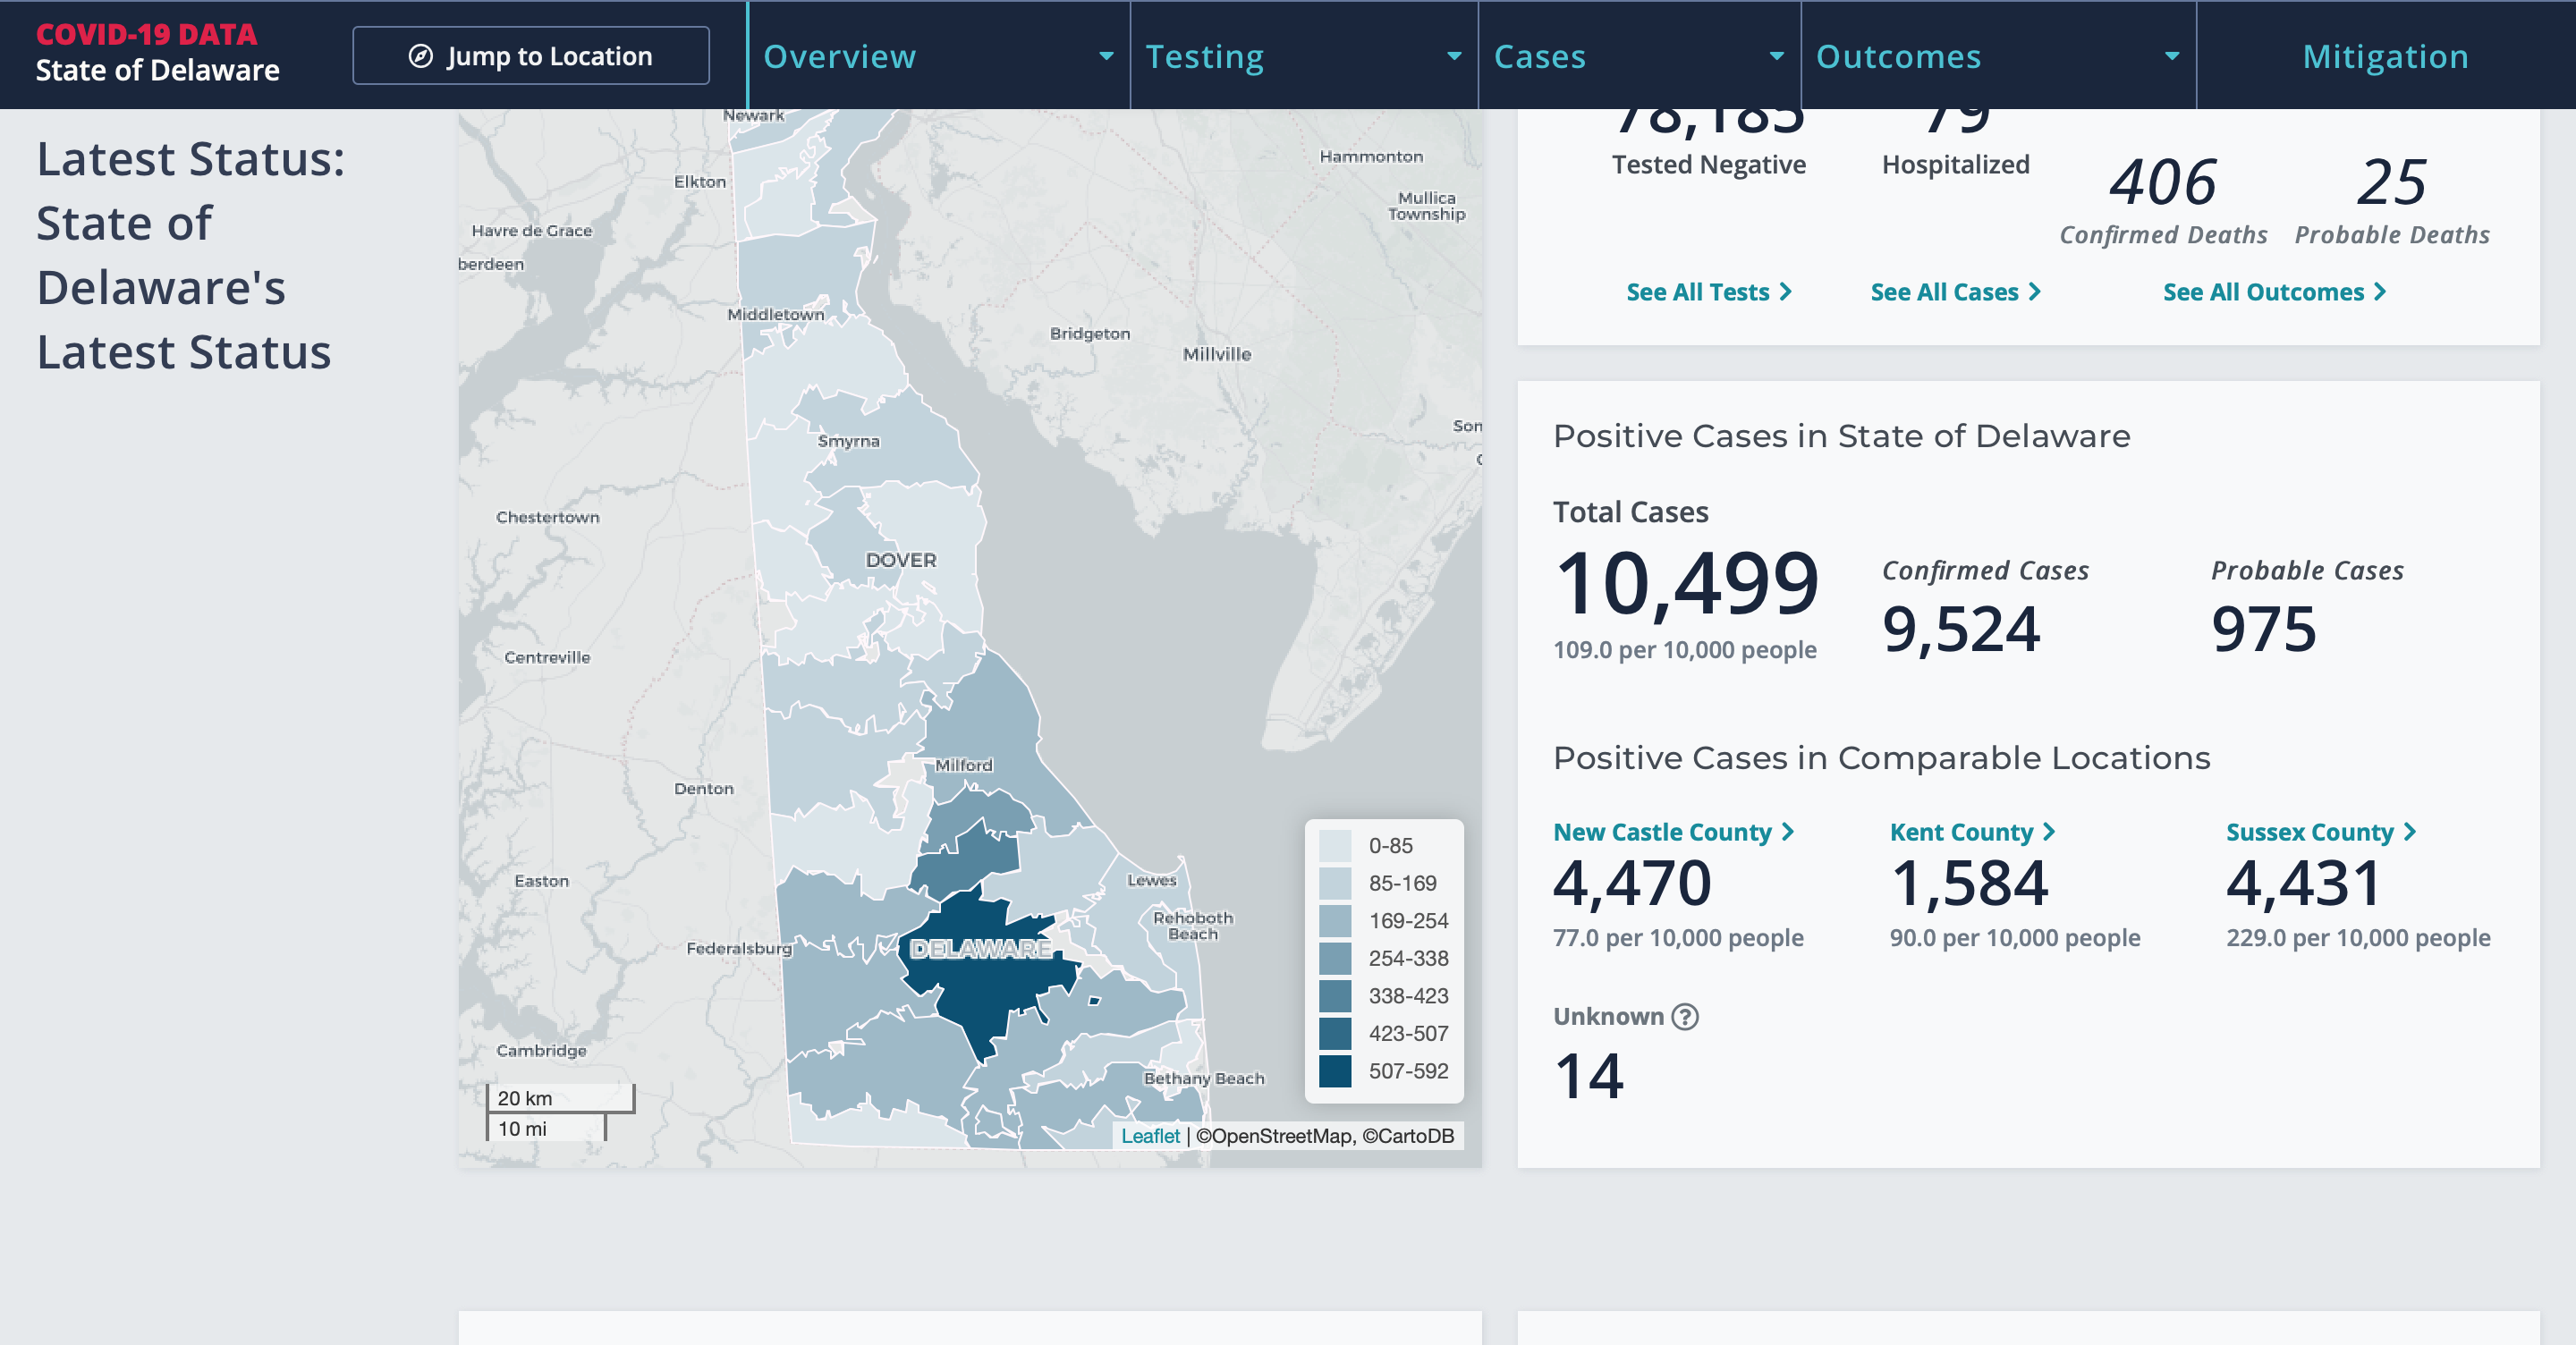 COVID-19 DATA
State of Delaware
Jump to Location
Overview
Testing
Cases
Outcomes
Mitigation
Latest Status:
State of
Delaware's
Latest Status
Newark
Elkton
Havre de Grace
berdeen
Middletown
Hammonton
Mullica
Township
Bridgeton
Millville
Som
Smyrna
Chestertown
DOVER
Centreville
Milford
Denton
Easton
Lewes
Rehoboth
Beach
Federalsburg
DELAWARE
Cambridge
Bethany Beach
20 km
10 mi
0-85
85-169
169-254
254-338
338-423
423-507
507-592
Leaflet | ©OpenStreetMap, ©CartoDB
78,185
Tested Negative
79
Hospitalized
406
Confirmed Deaths
25
Probable Deaths
See All Tests
See All Cases
See All Outcomes
Positive Cases in State of Delaware
Total Cases
10,499
109.0 per 10,000 people
Confirmed Cases
9,524
Probable Cases
975
Positive Cases in Comparable Locations
New Castle County
4,470
77.0 per 10,000 people
Kent County
1,584
90.0 per 10,000 people
Sussex County
4,431
229.0 per 10,000 people
Unknown ?
14